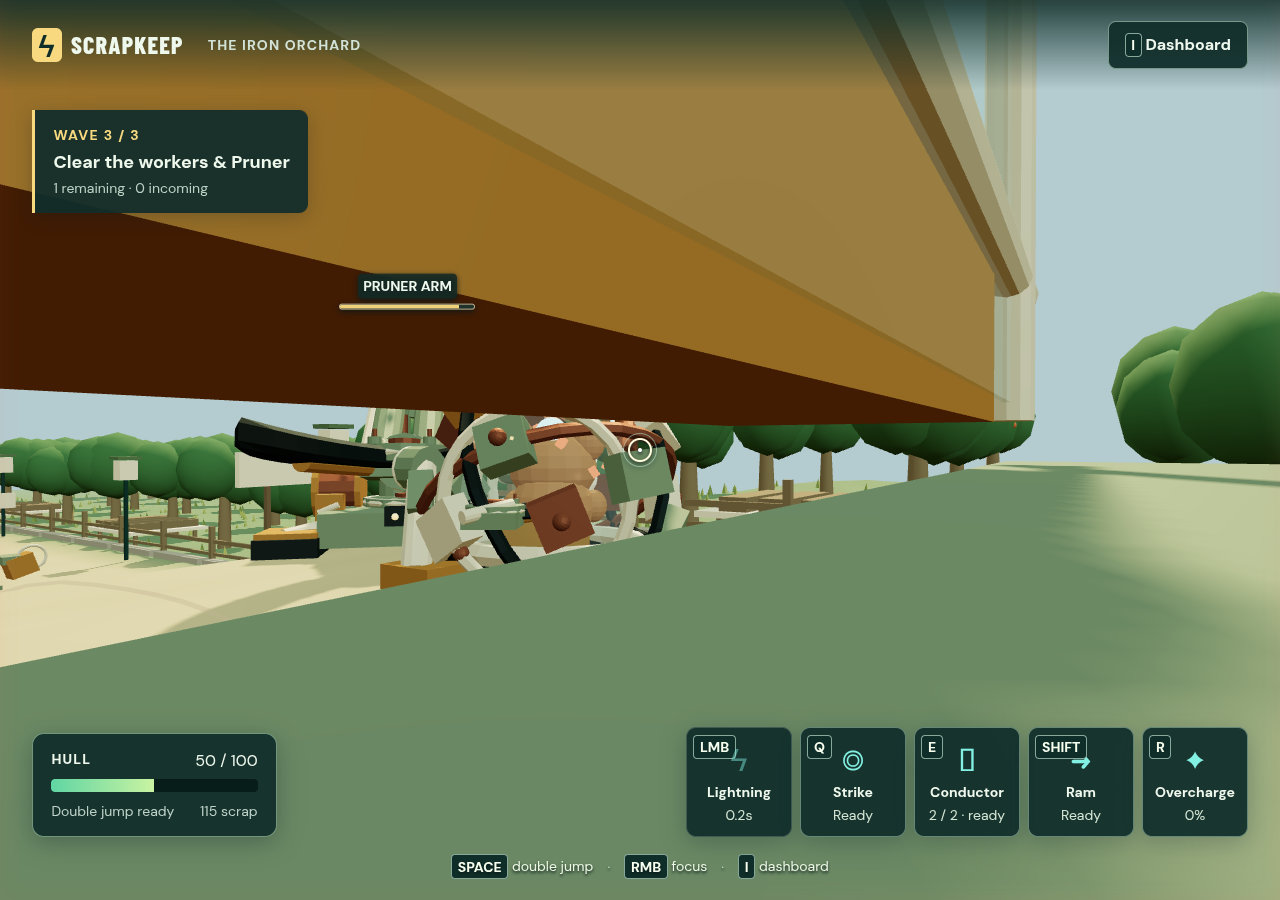 SCRAPKEEP
THE IRON ORCHARD
I Dashboard
WAVE 3 / 3
Clear the workers & Pruner
1 remaining · 0 incoming
PRUNER ARM
HULL 50 / 100
Double jump ready 115 scrap
LMB
Lightning
0.2s
Q
Strike
Ready
E
Conductor
2 / 2 · ready
SHIFT
Ram
Ready
R
Overcharge
0%
SPACE double jump · RMB focus · I dashboard